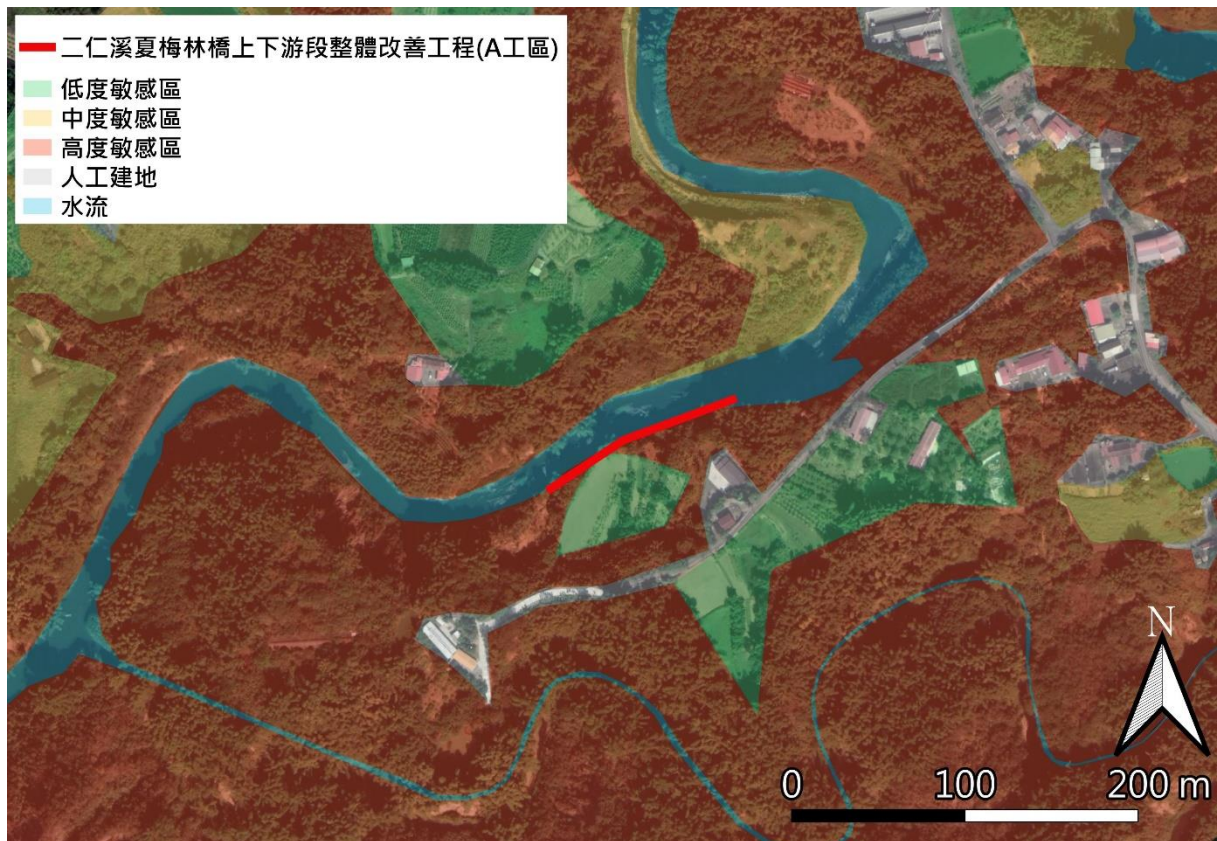 二仁溪夏梅林橋上下游段整體改善工程(A工區)
低度敏感區
中度敏感區
高度敏感區
人工建地
水流
N
0 100 200 m